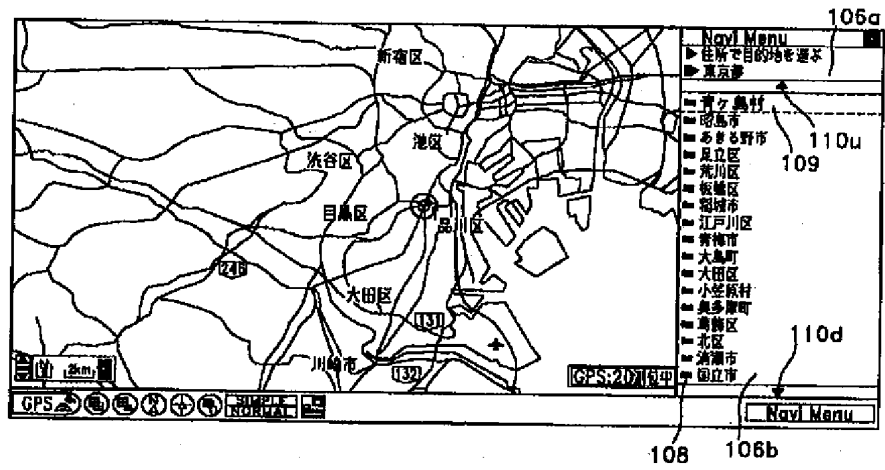 106a
Navi Menu
住所で目的地を選ぶ
東京都
青ヶ島村
昭島市
あきる野市
足立区
荒川区
板橋区
稲城市
江戸川区
青梅市
大島町
大田区
小笠原村
奥多摩町
葛飾区
北区
清瀬市
国立市
110u
109
110d
新宿区
港区
渋谷区
目黒区
品川区
246
大田区
131
川崎市
132
2km
GPS:2D測位中
GPS
SIMPLE
NORMAL
Navi Menu
108
106b